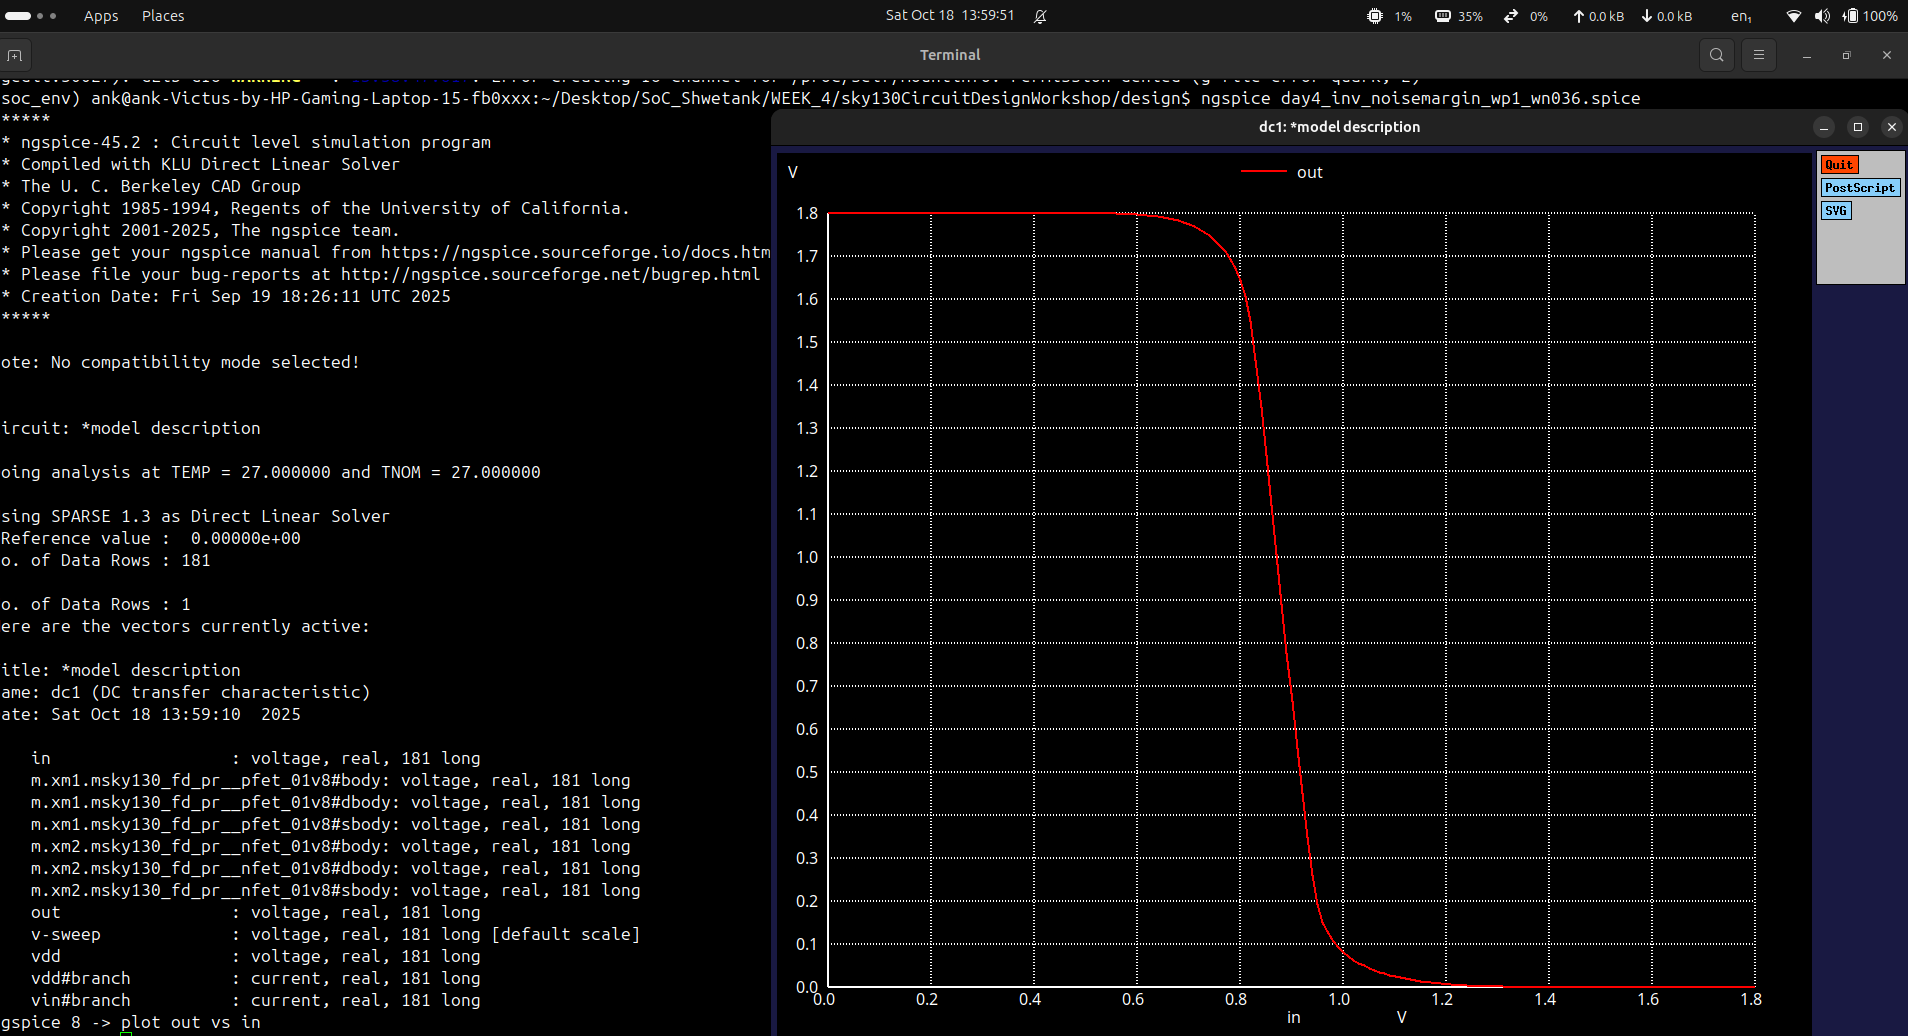 Apps Places
Sat Oct 18 13:59:51
1% 35% 0% 0.0 kB 0.0 kB en₁ 100%
Terminal
soc_env) ank@ank-Victus-by-HP-Gaming-Laptop-15-fb0xxx:~/Desktop/SoC_Shwetank/WEEK_4/sky130CircuitDesignWorkshop/design$ ngspice day4_inv_noisemargin_wp1_wn036.spice
*****
* ngspice-45.2 : Circuit level simulation program
* Compiled with KLU Direct Linear Solver
* The U. C. Berkeley CAD Group
* Copyright 1985-1994, Regents of the University of California.
* Copyright 2001-2025, The ngspice team.
* Please get your ngspice manual from https://ngspice.sourceforge.io/docs.htm
* Please file your bug-reports at http://ngspice.sourceforge.net/bugrep.html
* Creation Date: Fri Sep 19 18:26:11 UTC 2025
*****
ote: No compatibility mode selected!
ircuit: *model description
oing analysis at TEMP = 27.000000 and TNOM = 27.000000
sing SPARSE 1.3 as Direct Linear Solver
Reference value :  0.00000e+00
o. of Data Rows : 181
o. of Data Rows : 1
ere are the vectors currently active:
itle: *model description
ame: dc1 (DC transfer characteristic)
ate: Sat Oct 18 13:59:10  2025
in : voltage, real, 181 long
m.xm1.msky130_fd_pr__pfet_01v8#body: voltage, real, 181 long
m.xm1.msky130_fd_pr__pfet_01v8#dbody: voltage, real, 181 long
m.xm1.msky130_fd_pr__pfet_01v8#sbody: voltage, real, 181 long
m.xm2.msky130_fd_pr__nfet_01v8#body: voltage, real, 181 long
m.xm2.msky130_fd_pr__nfet_01v8#dbody: voltage, real, 181 long
m.xm2.msky130_fd_pr__nfet_01v8#sbody: voltage, real, 181 long
out : voltage, real, 181 long
v-sweep : voltage, real, 181 long [default scale]
vdd : voltage, real, 181 long
vdd#branch : current, real, 181 long
vin#branch : current, real, 181 long
gspice 8 -> plot out vs in
dc1: *model description
Quit
PostScript
SVG
V
out
1.8
1.7
1.6
1.5
1.4
1.3
1.2
1.1
1.0
0.9
0.8
0.7
0.6
0.5
0.4
0.3
0.2
0.1
0.0
0.0 0.2 0.4 0.6 0.8 1.0 1.2 1.4 1.6 1.8
in V